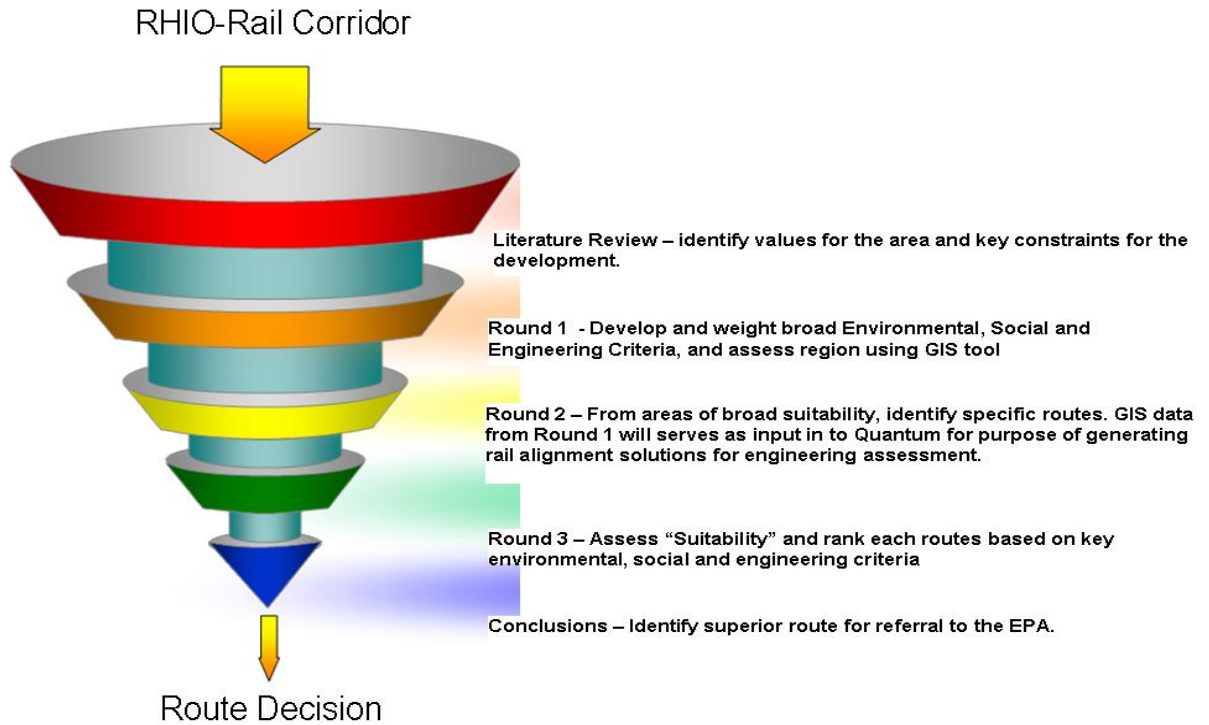 RHIO-Rail Corridor
Literature Review – identify values for the area and key constraints for the
development.
Round 1  - Develop and weight broad Environmental, Social and
Engineering Criteria, and assess region using GIS tool
Round 2 – From areas of broad suitability, identify specific routes. GIS data
from Round 1 will serves as input in to Quantum for purpose of generating
rail alignment solutions for engineering assessment.
Round 3 – Assess “Suitability” and rank each routes based on key
environmental, social and engineering criteria
Conclusions – Identify superior route for referral to the EPA.
Route Decision